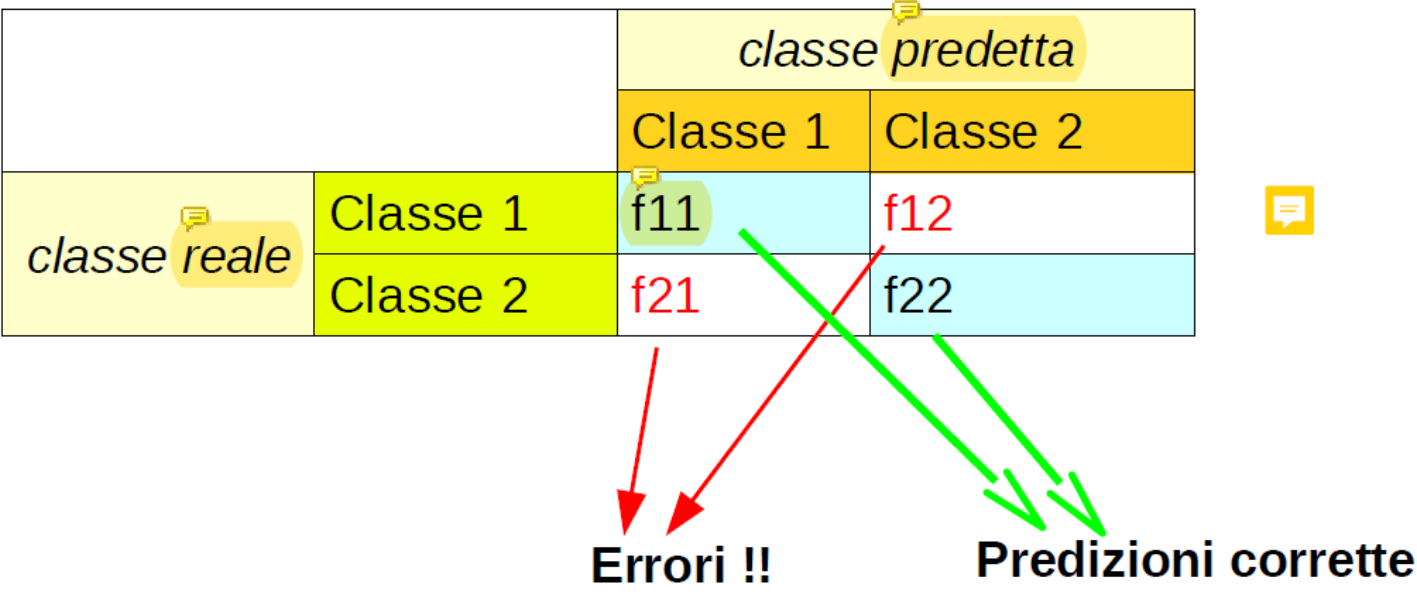 classe predetta
Classe 1 Classe 2
classe reale
Classe 1 f11 f12
Classe 2 f21 f22
Errori !!
Predizioni corrette